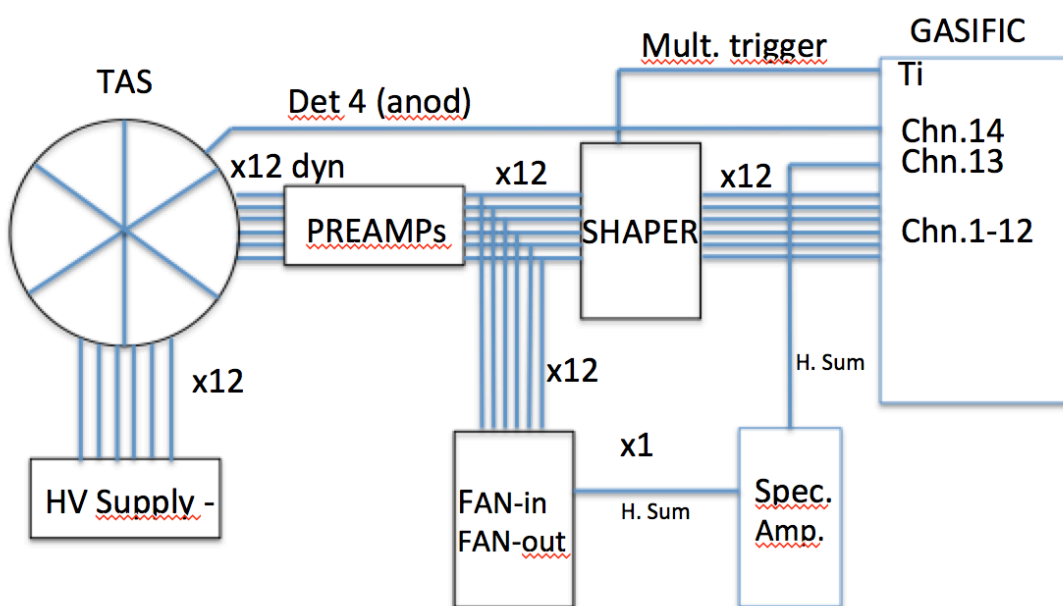 GASIFIC
Mult. trigger
Ti
TAS
Det 4 (anod)
Chn.14
x12 dyn
x12
x12
Chn.13
PREAMPs
SHAPER
Chn.1-12
x12
x12
H. Sum
HV Supply -
FAN-in
FAN-out
x1
H. Sum
Spec.
Amp.